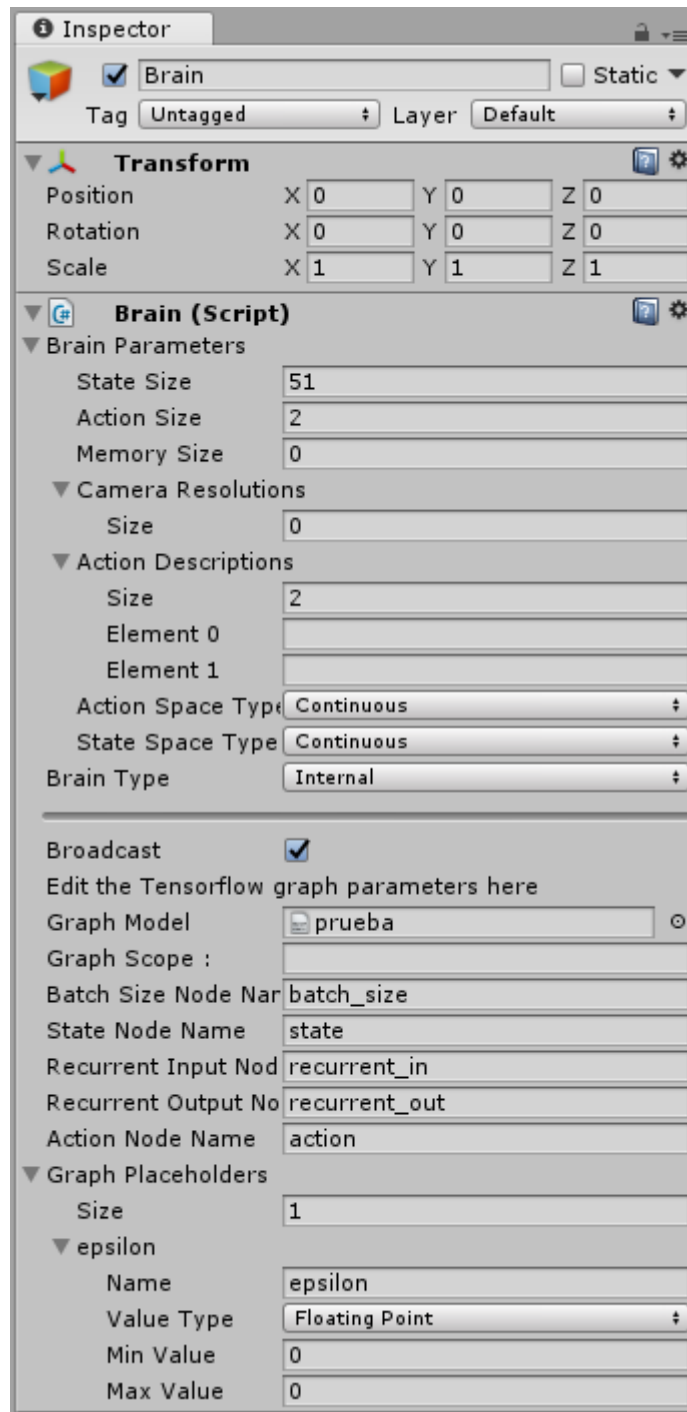 Inspector
Brain Static
Tag Untagged Layer Default
Transform
Position X 0 Y 0 Z 0
Rotation X 0 Y 0 Z 0
Scale X 1 Y 1 Z 1
Brain (Script)
Brain Parameters
State Size 51
Action Size 2
Memory Size 0
Camera Resolutions
Size 0
Action Descriptions
Size 2
Element 0
Element 1
Action Space Type Continuous
State Space Type Continuous
Brain Type Internal
Broadcast
Edit the Tensorflow graph parameters here
Graph Model prueba
Graph Scope :
Batch Size Node Nar batch_size
State Node Name state
Recurrent Input Nod recurrent_in
Recurrent Output No recurrent_out
Action Node Name action
Graph Placeholders
Size 1
epsilon
Name epsilon
Value Type Floating Point
Min Value 0
Max Value 0